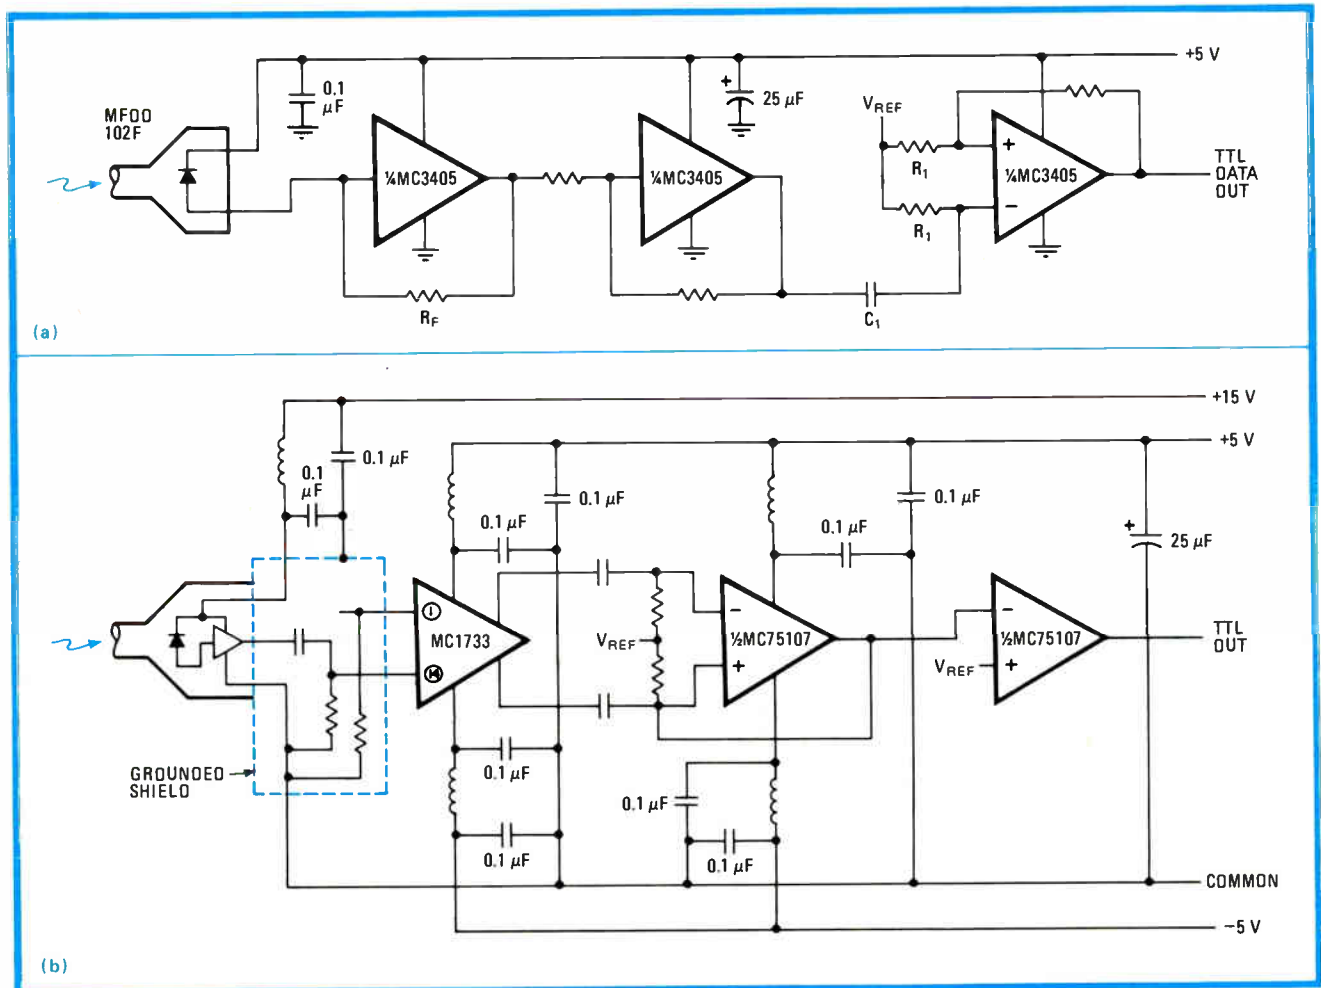 +5 V
0.1
µF
+
25 µF
MFOD
102F
VREF
R1
R1
+
−
¼MC3405
¼MC3405
¼MC3405
TTL
DATA
OUT
RF
C1
(a)
+15 V
+5 V
0.1 µF
0.1
µF
0.1 µF
0.1 µF
0.1 µF
0.1 µF
+
25 µF
MC1733
VREF
−
+
½MC75107
−
+
½MC75107
VREF
TTL
OUT
GROUNDED
SHIELD
0.1 µF
0.1 µF
0.1 µF
0.1 µF
COMMON
−5 V
(b)